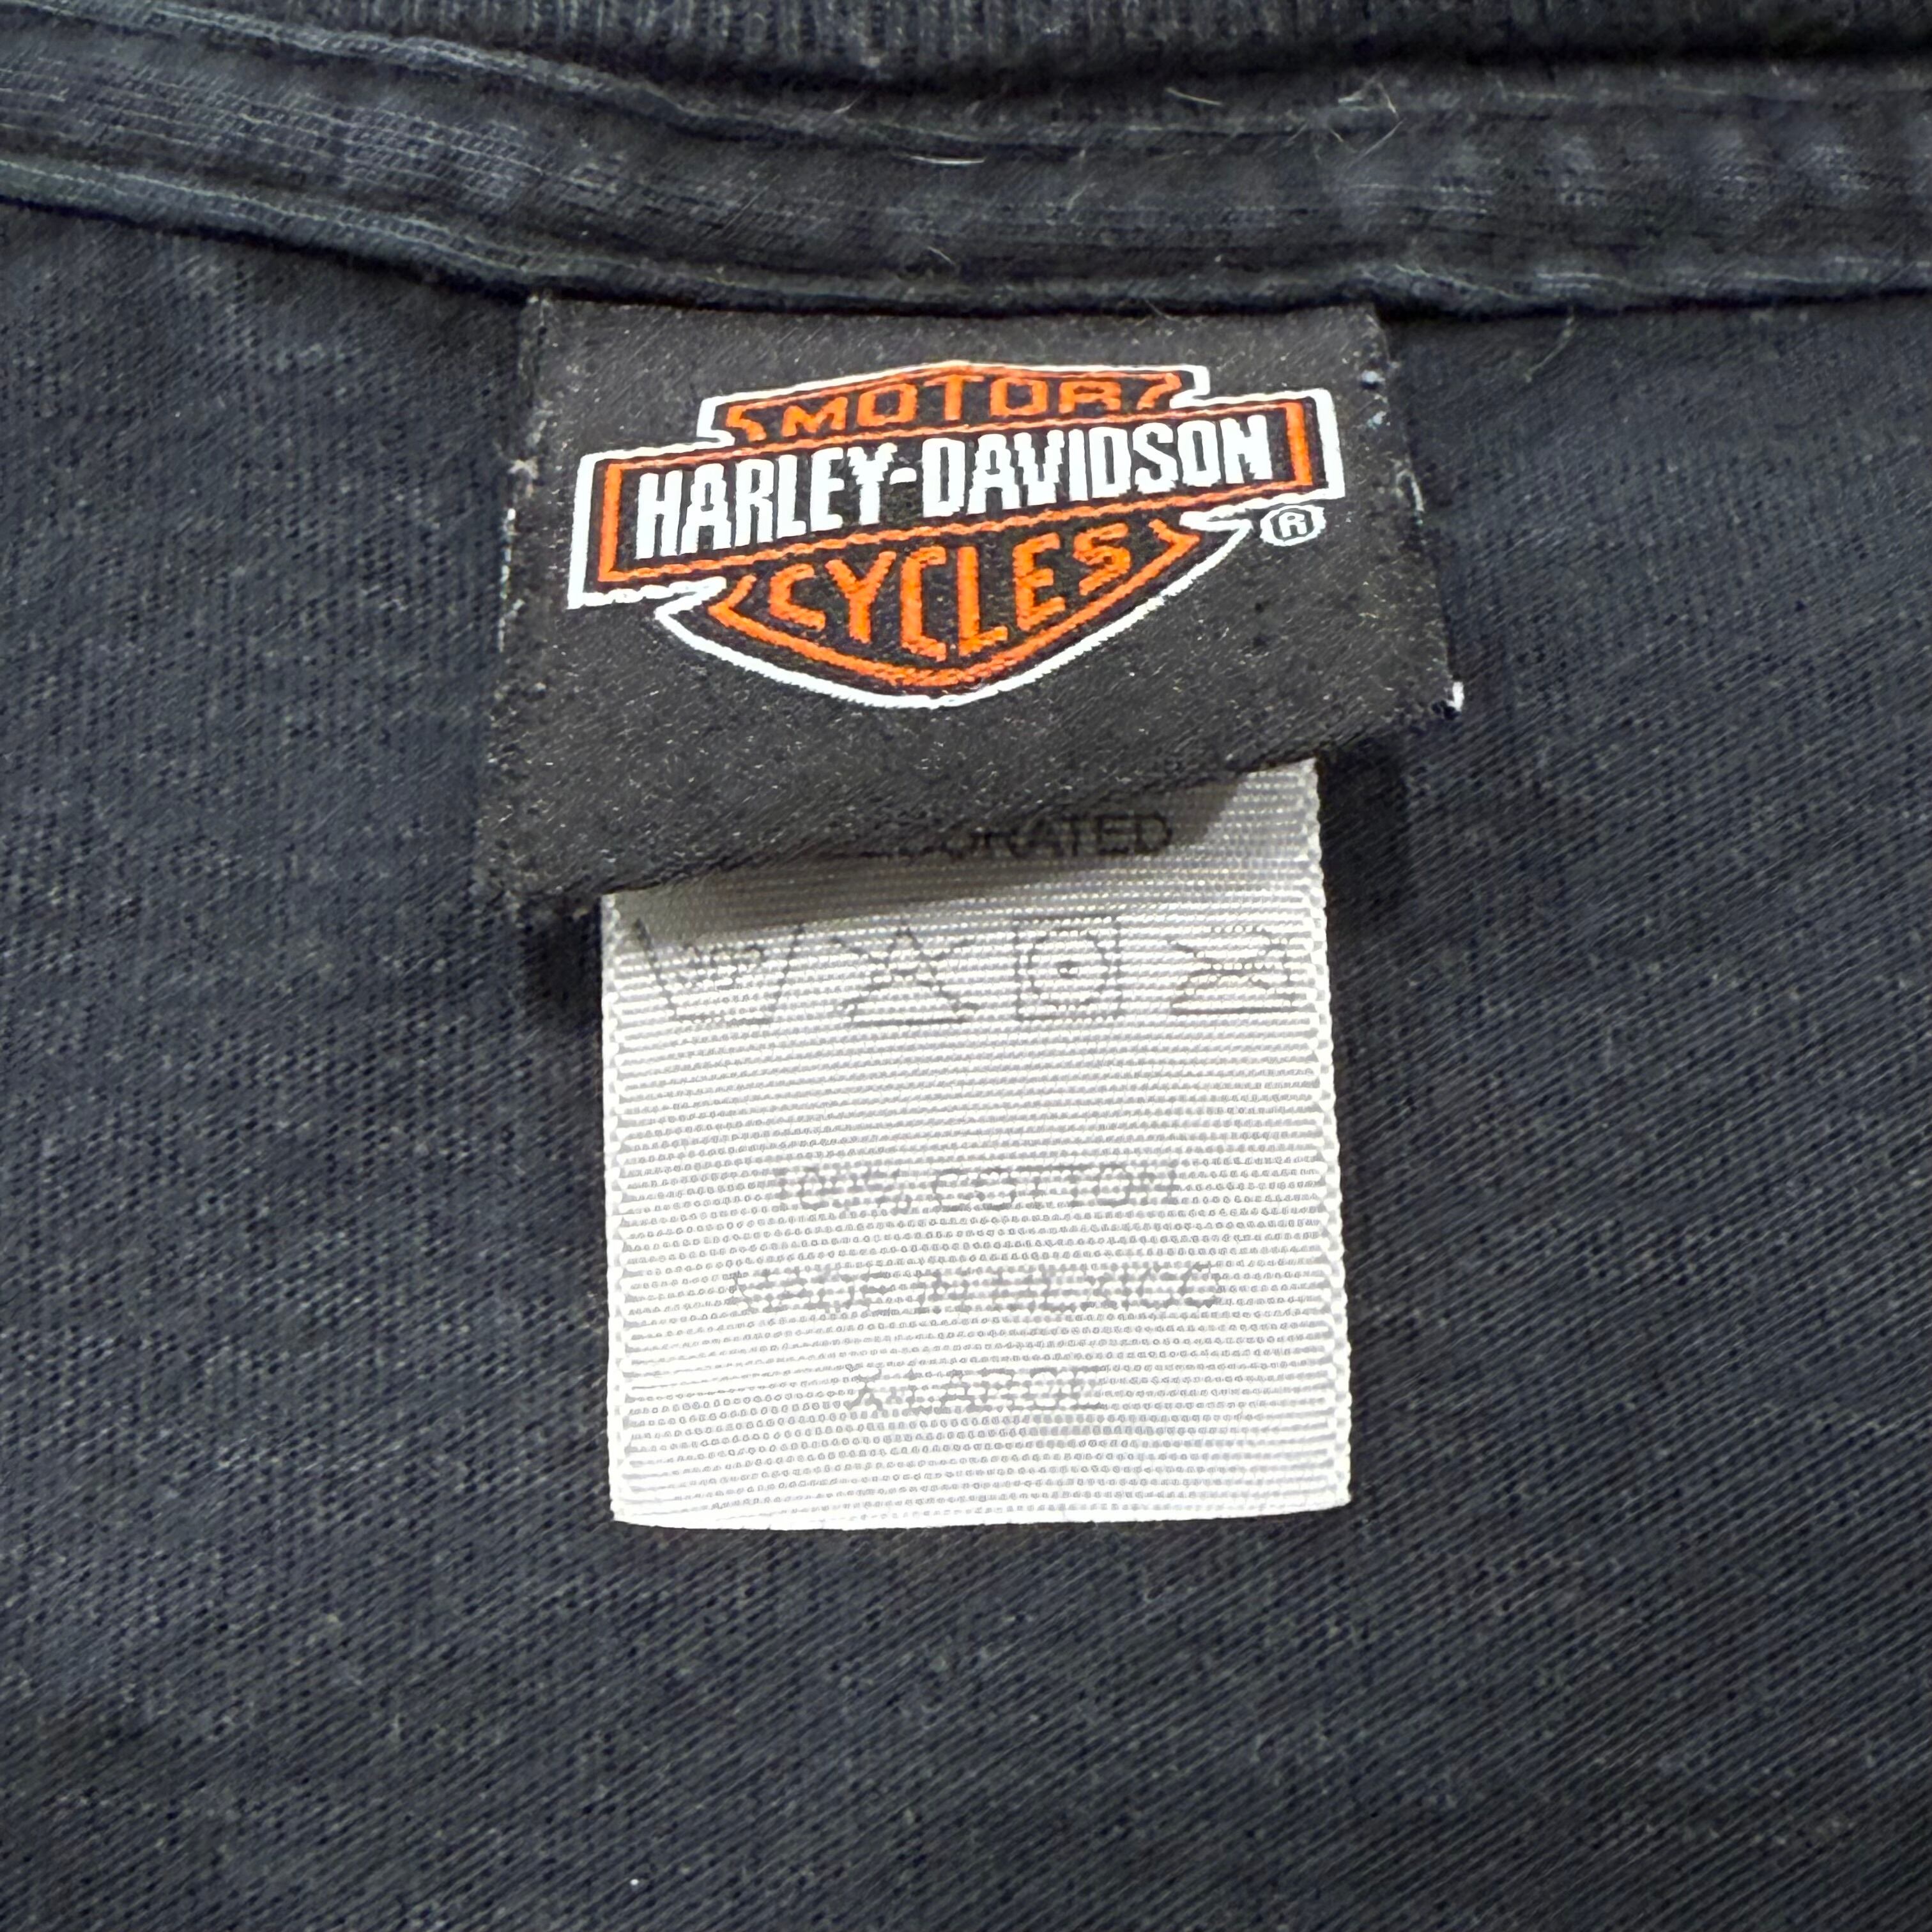 MOTOR
HARLEY-DAVIDSON
®
CYCLES
100% COTTON
MADE IN MEXICO
X-LARGE